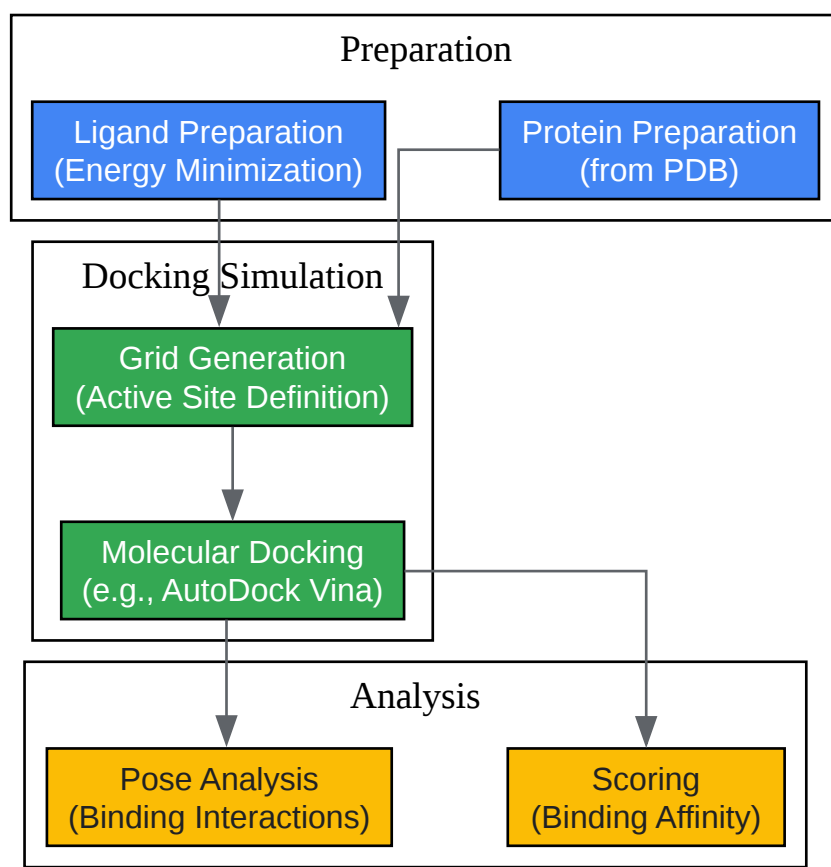 Preparation
Ligand Preparation
(Energy Minimization)
Protein Preparation
(from PDB)
Docking Simulation
Grid Generation
(Active Site Definition)
Molecular Docking
(e.g., AutoDock Vina)
Analysis
Pose Analysis
(Binding Interactions)
Scoring
(Binding Affinity)